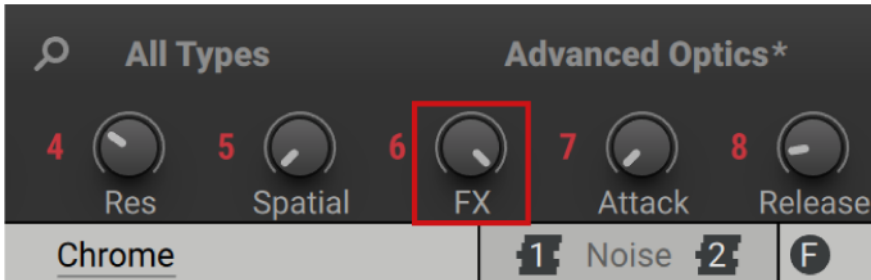 All Types Advanced Optics*
4 5 6 7 8
Res Spatial FX Attack Release
Chrome 1 Noise 2 F